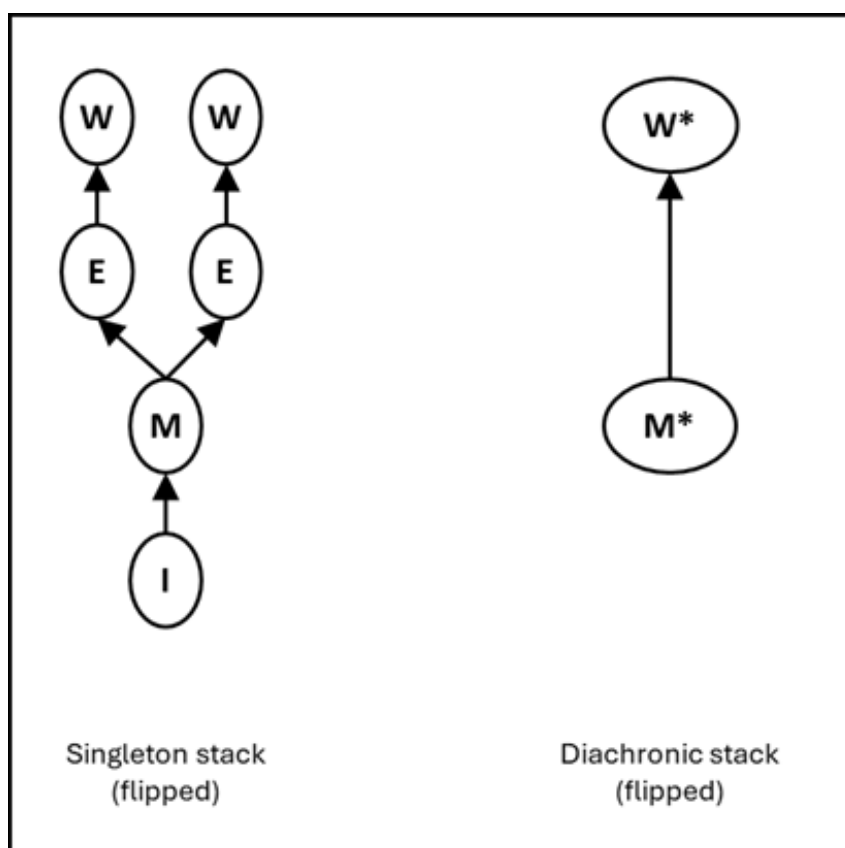 W W
W*
E E
M
M*
I
Singleton stack
(flipped)
Diachronic stack
(flipped)